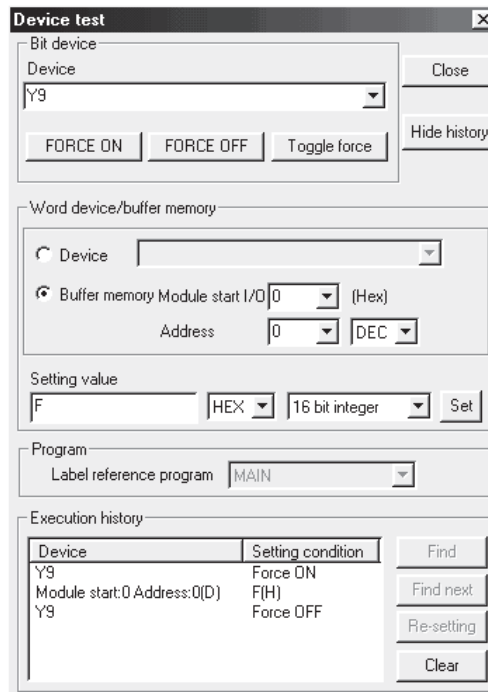 Device test
Bit device
Device
Close
Y9
FORCE ON FORCE OFF Toggle force
Hide history
Word device/buffer memory
Device
Buffer memory Module start I/O 0 (Hex)
Address 0 DEC
Setting value
F HEX 16 bit integer Set
Program
Label reference program MAIN
Execution history
Device Setting condition
Y9 Force ON
Module start:0 Address:0(D) F(H)
Y9 Force OFF
Find
Find next
Re-setting
Clear